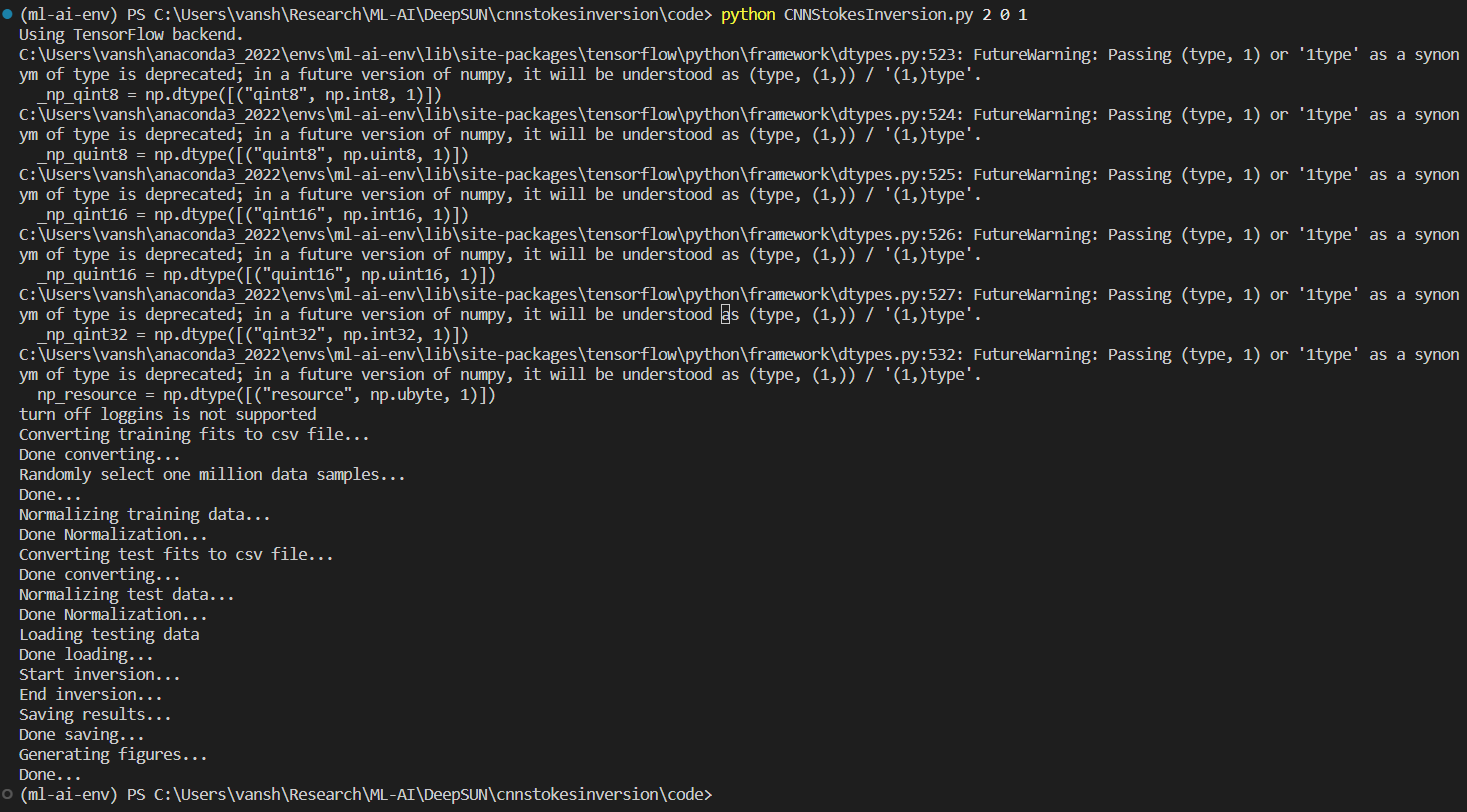 (ml-ai-env) PS C:\Users\vansh\Research\ML-AI\DeepSUN\cnnstokesinversion\code> python CNNStokesInversion.py 2 0 1
Using TensorFlow backend.
C:\Users\vansh\anaconda3_2022\envs\ml-ai-env\lib\site-packages\tensorflow\python\framework\dtypes.py:523: FutureWarning: Passing (type, 1) or '1type' as a synon
ym of type is deprecated; in a future version of numpy, it will be understood as (type, (1,)) / '(1,)type'.
  _np_qint8 = np.dtype([("qint8", np.int8, 1)])
C:\Users\vansh\anaconda3_2022\envs\ml-ai-env\lib\site-packages\tensorflow\python\framework\dtypes.py:524: FutureWarning: Passing (type, 1) or '1type' as a synon
ym of type is deprecated; in a future version of numpy, it will be understood as (type, (1,)) / '(1,)type'.
  _np_quint8 = np.dtype([("quint8", np.uint8, 1)])
C:\Users\vansh\anaconda3_2022\envs\ml-ai-env\lib\site-packages\tensorflow\python\framework\dtypes.py:525: FutureWarning: Passing (type, 1) or '1type' as a synon
ym of type is deprecated; in a future version of numpy, it will be understood as (type, (1,)) / '(1,)type'.
  _np_qint16 = np.dtype([("qint16", np.int16, 1)])
C:\Users\vansh\anaconda3_2022\envs\ml-ai-env\lib\site-packages\tensorflow\python\framework\dtypes.py:526: FutureWarning: Passing (type, 1) or '1type' as a synon
ym of type is deprecated; in a future version of numpy, it will be understood as (type, (1,)) / '(1,)type'.
  _np_quint16 = np.dtype([("quint16", np.uint16, 1)])
C:\Users\vansh\anaconda3_2022\envs\ml-ai-env\lib\site-packages\tensorflow\python\framework\dtypes.py:527: FutureWarning: Passing (type, 1) or '1type' as a synon
ym of type is deprecated; in a future version of numpy, it will be understood as (type, (1,)) / '(1,)type'.
  _np_qint32 = np.dtype([("qint32", np.int32, 1)])
C:\Users\vansh\anaconda3_2022\envs\ml-ai-env\lib\site-packages\tensorflow\python\framework\dtypes.py:532: FutureWarning: Passing (type, 1) or '1type' as a synon
ym of type is deprecated; in a future version of numpy, it will be understood as (type, (1,)) / '(1,)type'.
  np_resource = np.dtype([("resource", np.ubyte, 1)])
turn off loggins is not supported
Converting training fits to csv file...
Done converting...
Randomly select one million data samples...
Done...
Normalizing training data...
Done Normalization...
Converting test fits to csv file...
Done converting...
Normalizing test data...
Done Normalization...
Loading testing data
Done loading...
Start inversion...
End inversion...
Saving results...
Done saving...
Generating figures...
Done...
(ml-ai-env) PS C:\Users\vansh\Research\ML-AI\DeepSUN\cnnstokesinversion\code>